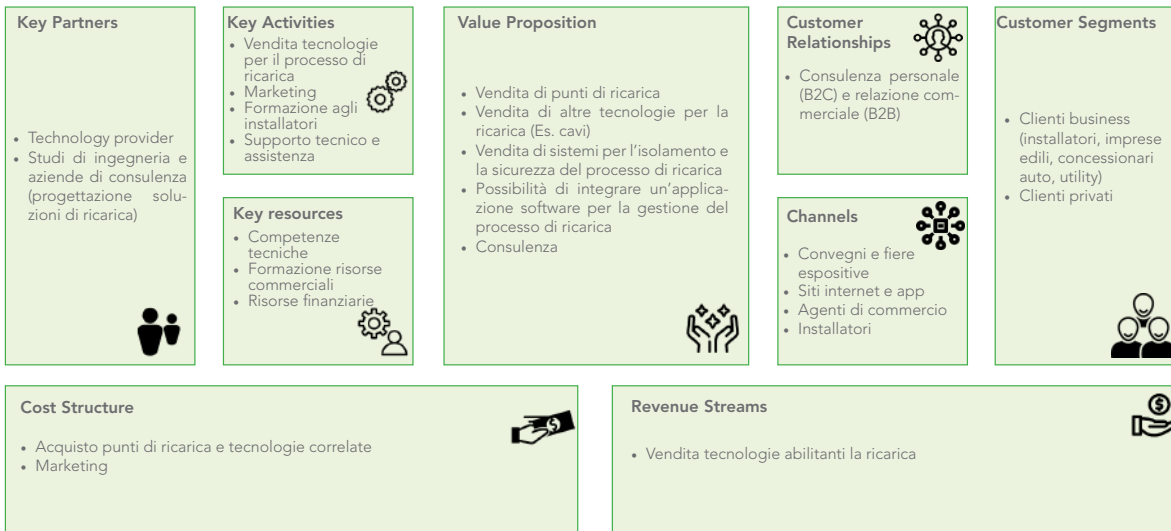 Key Partners
• Technology provider
• Studi di ingegneria e
aziende di consulenza
(progettazione solu-
zioni di ricarica)
Key Activities
• Vendita tecnologie
per il processo di
ricarica
• Marketing
• Formazione agli
installatori
• Supporto tecnico e
assistenza
Key resources
• Competenze
tecniche
• Formazione risorse
commerciali
• Risorse finanziarie
Value Proposition
• Vendita di punti di ricarica
• Vendita di altre tecnologie per la
ricarica (Es. cavi)
• Vendita di sistemi per l'isolamento e
la sicurezza del processo di ricarica
• Possibilità di integrare un'applica-
zione software per la gestione del
processo di ricarica
• Consulenza
Customer
Relationships
• Consulenza personale
(B2C) e relazione com-
merciale (B2B)
Channels
• Convegni e fiere
espositive
• Siti internet e app
• Agenti di commercio
• Installatori
Customer Segments
• Clienti business
(installatori, imprese
edili, concessionari
auto, utility)
• Clienti privati
Cost Structure
• Acquisto punti di ricarica e tecnologie correlate
• Marketing
Revenue Streams
• Vendita tecnologie abilitanti la ricarica